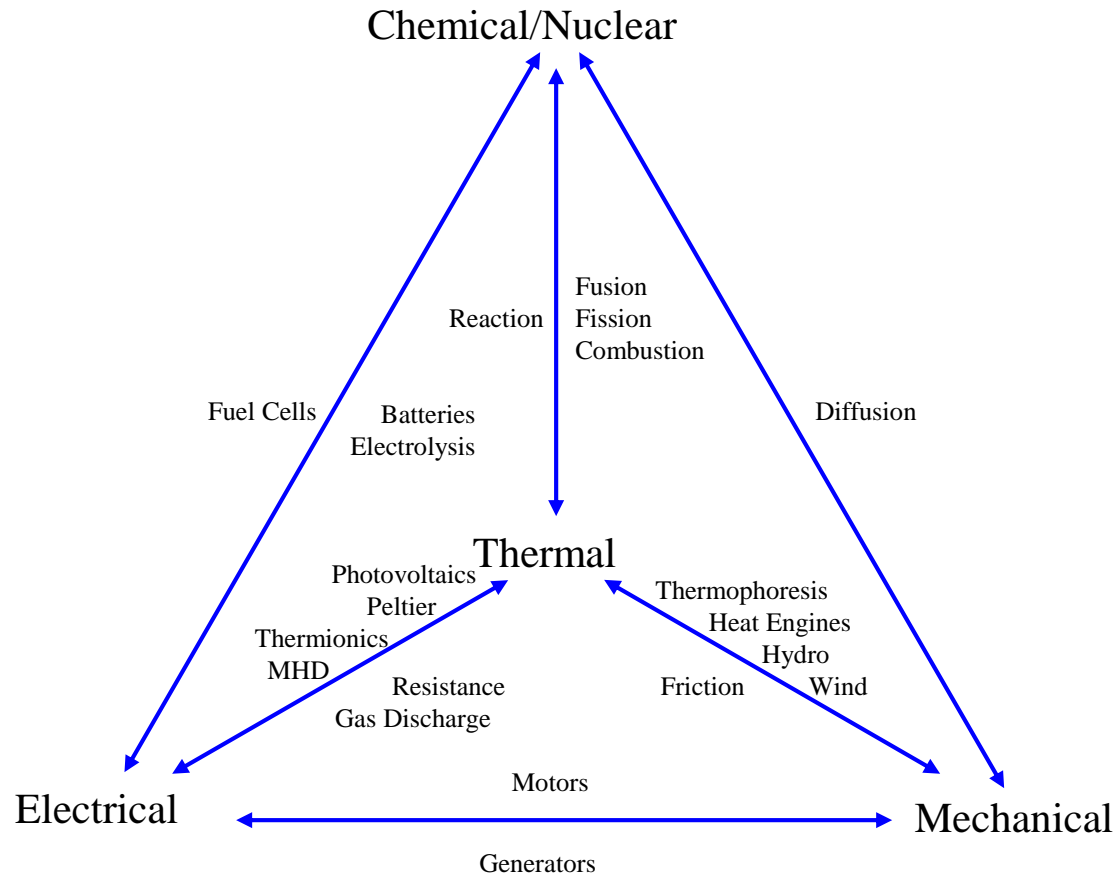 Chemical/Nuclear
Reaction
Fusion
Fission
Combustion
Fuel Cells
Batteries
Electrolysis
Diffusion
Thermal
Photovoltaics
Peltier
Thermionics
MHD
Resistance
Gas Discharge
Thermophoresis
Heat Engines
Hydro
Wind
Friction
Electrical
Motors
Generators
Mechanical